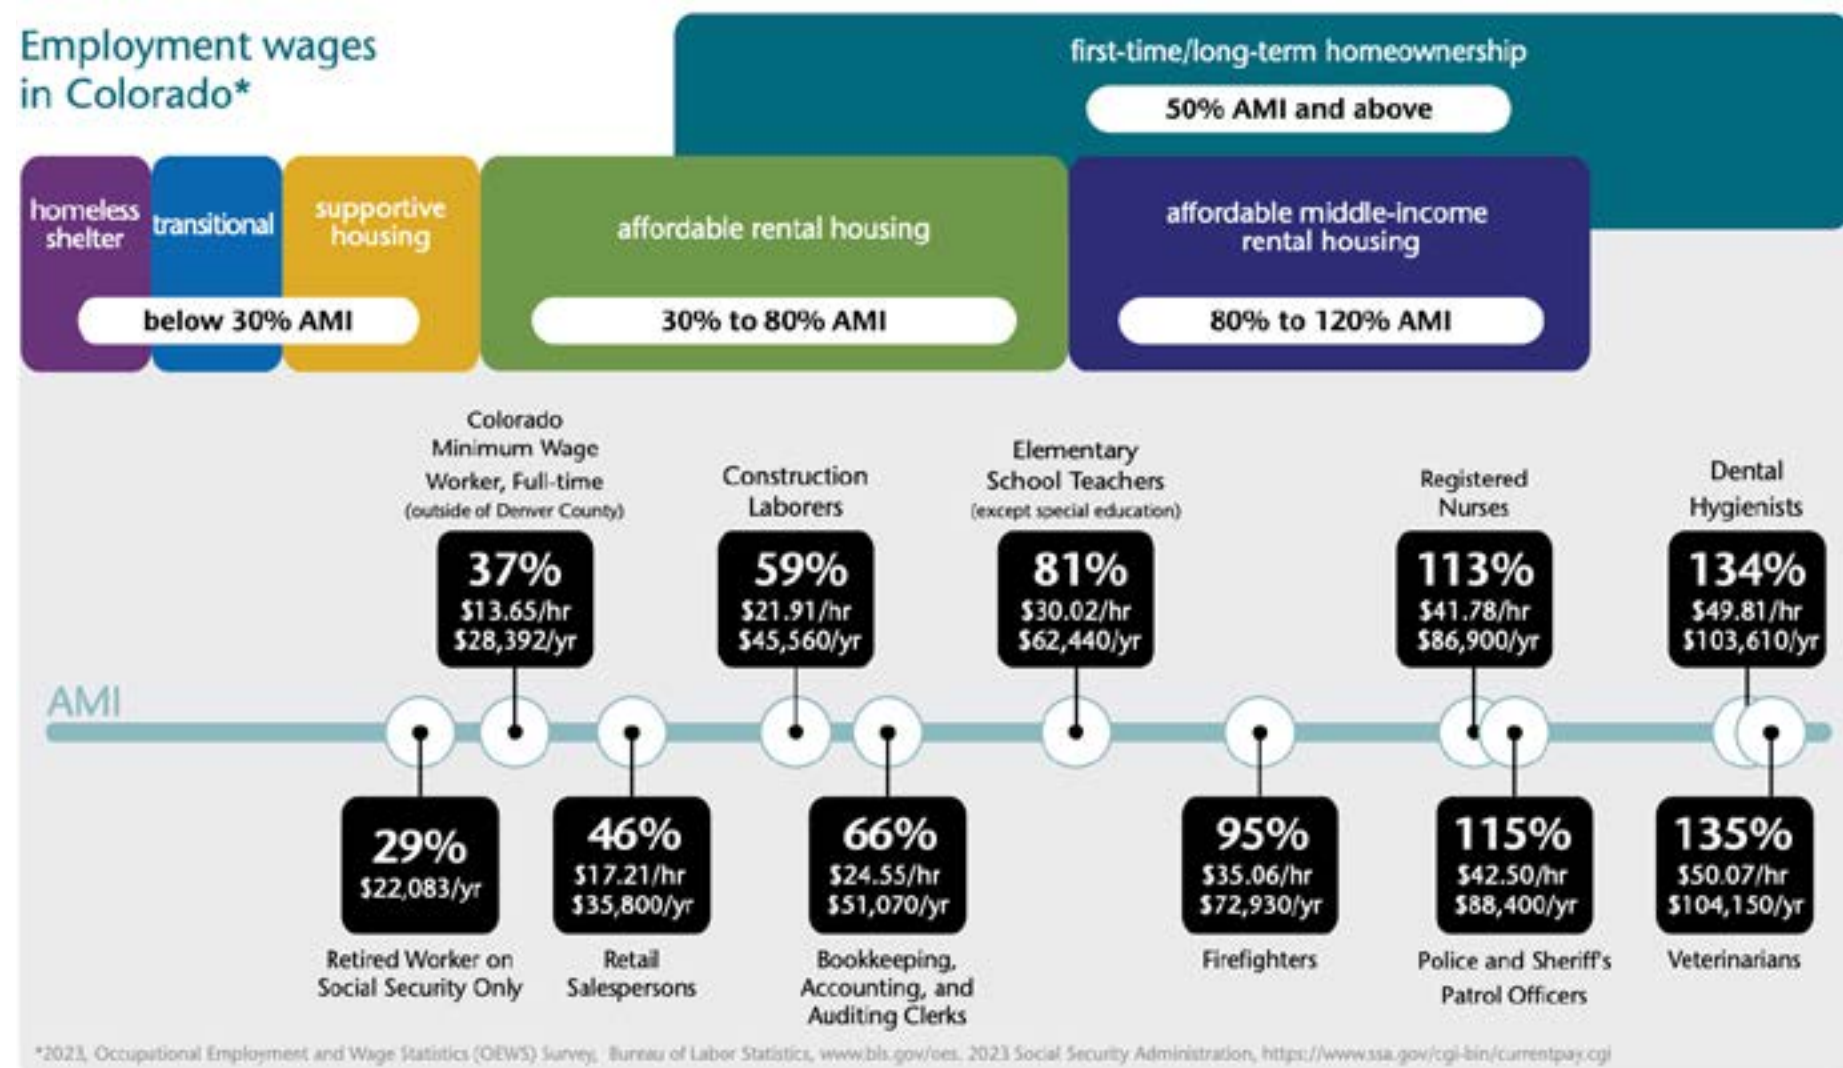 Employment wages
in Colorado*
first-time/long-term homeownership
50% AMI and above
homeless
shelter
transitional
supportive
housing
below 30% AMI
affordable rental housing
30% to 80% AMI
affordable middle-income
rental housing
80% to 120% AMI
Colorado
Minimum Wage
Worker, Full-time
(outside of Denver County)
37%
$13.65/hr
$28,392/yr
Construction
Laborers
59%
$21.91/hr
$45,560/yr
Elementary
School Teachers
(except special education)
81%
$30.02/hr
$62,440/yr
Registered
Nurses
113%
$41.78/hr
$86,900/yr
Dental
Hygienists
134%
$49.81/hr
$103,610/yr
AMI
29%
$22,083/yr
Retired Worker on
Social Security Only
46%
$17.21/hr
$35,800/yr
Retail
Salespersons
66%
$24.55/hr
$51,070/yr
Bookkeeping,
Accounting, and
Auditing Clerks
95%
$35.06/hr
$72,930/yr
Firefighters
115%
$42.50/hr
$88,400/yr
Police and Sheriff's
Patrol Officers
135%
$50.07/hr
$104,150/yr
Veterinarians
*2023, Occupational Employment and Wage Statistics (OEWS) Survey, Bureau of Labor Statistics, www.bls.gov/oes. 2023 Social Security Administration, https://www.ssa.gov/cgi-bin/currentpay.cgi